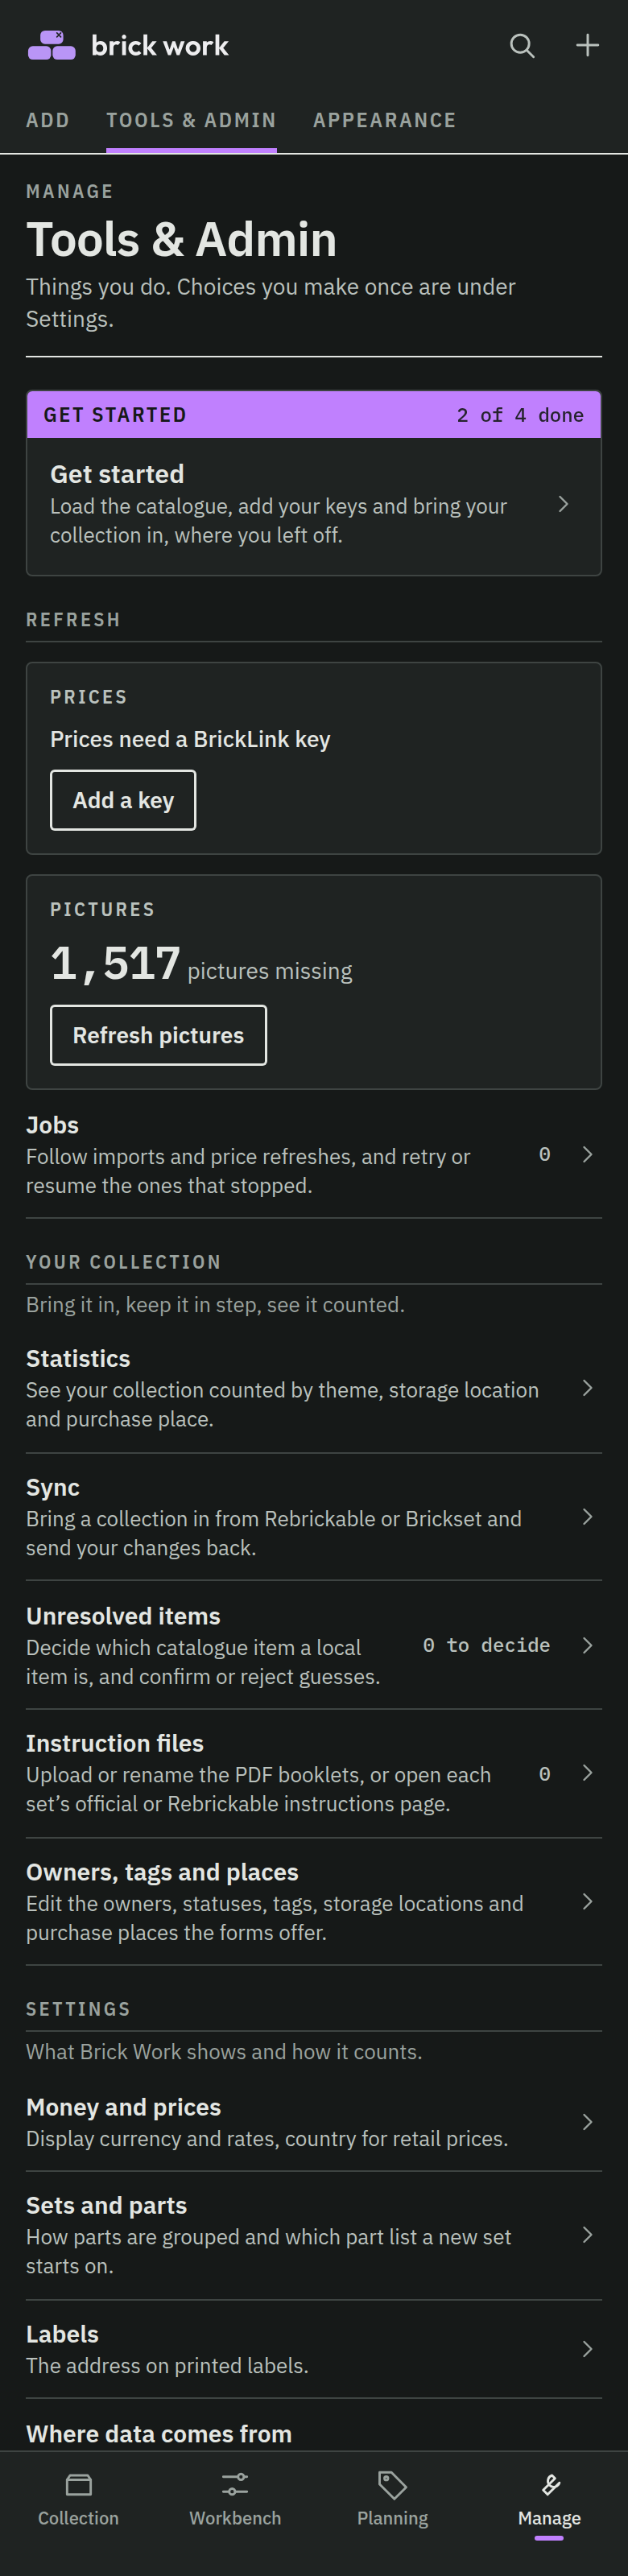 brick work
ADD TOOLS & ADMIN APPEARANCE
MANAGE
Tools & Admin
Things you do. Choices you make once are under
Settings.
GET STARTED 2 of 4 done
Get started
Load the catalogue, add your keys and bring your
collection in, where you left off.
REFRESH
PRICES
Prices need a BrickLink key
Add a key
PICTURES
1,517 pictures missing
Refresh pictures
Jobs
Follow imports and price refreshes, and retry or
resume the ones that stopped.
0
YOUR COLLECTION
Bring it in, keep it in step, see it counted.
Statistics
See your collection counted by theme, storage location
and purchase place.
Sync
Bring a collection in from Rebrickable or Brickset and
send your changes back.
Unresolved items
Decide which catalogue item a local
item is, and confirm or reject guesses.
0 to decide
Instruction files
Upload or rename the PDF booklets, or open each
set’s official or Rebrickable instructions page.
0
Owners, tags and places
Edit the owners, statuses, tags, storage locations and
purchase places the forms offer.
SETTINGS
What Brick Work shows and how it counts.
Money and prices
Display currency and rates, country for retail prices.
Sets and parts
How parts are grouped and which part list a new set
starts on.
Labels
The address on printed labels.
Where data comes from
Collection Workbench Planning Manage